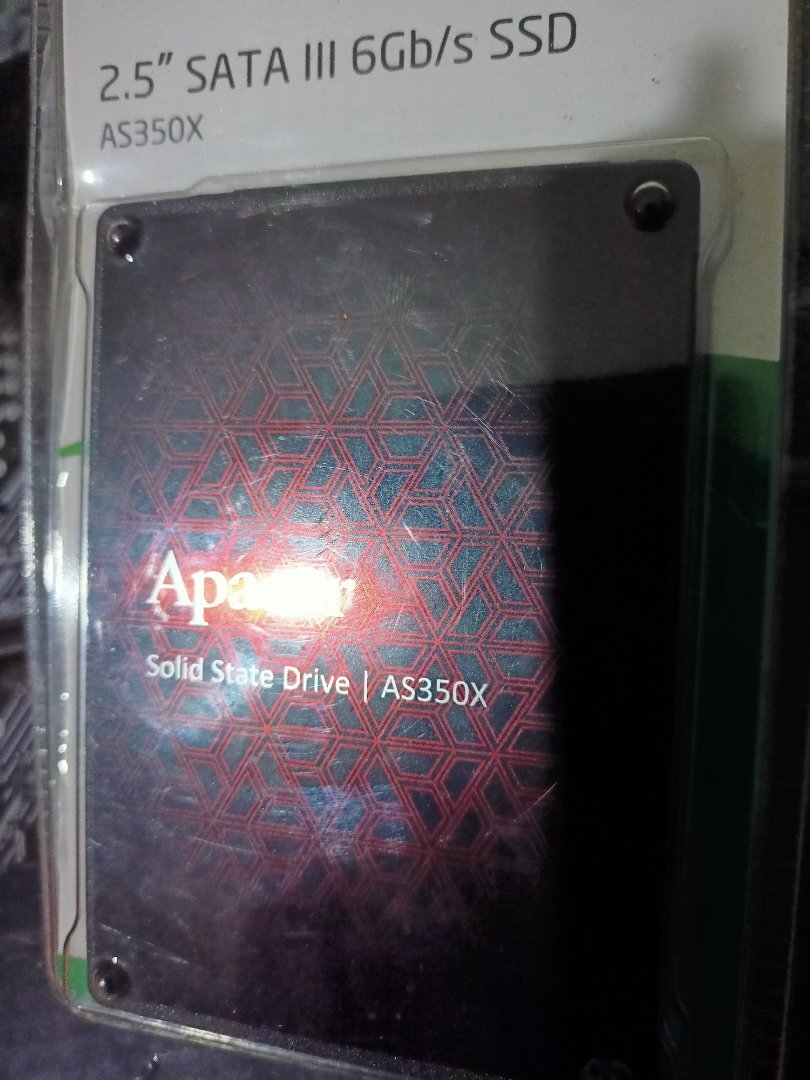 2.5" SATA III 6Gb/s SSD
AS350X
Solid State Drive | AS350X